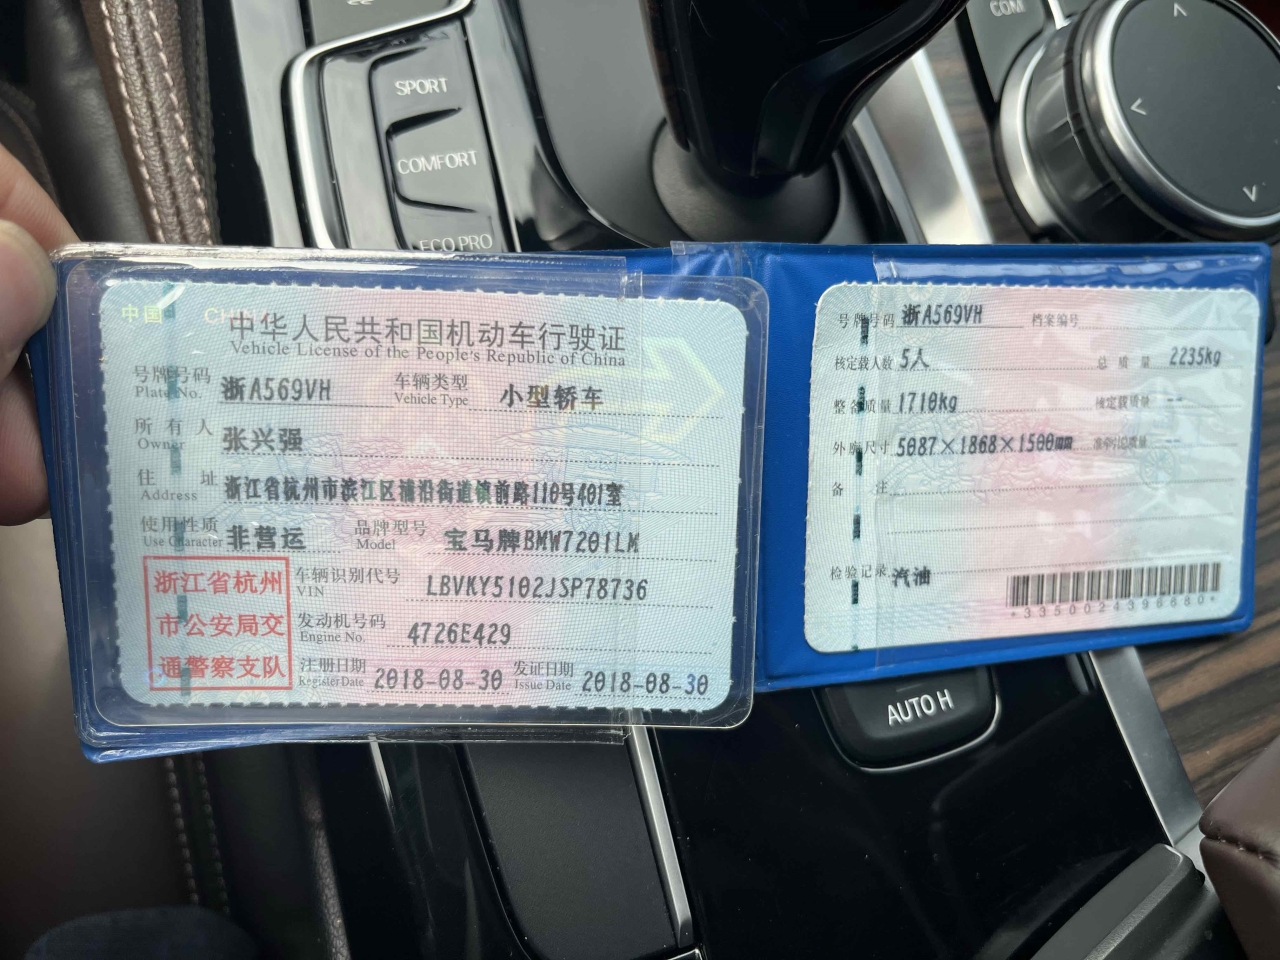 SPORT
COMFORT
ECO PRO
COM
中国 CHINA
中华人民共和国机动车行驶证
Vehicle License of the People's Republic of China
号牌号码 浙A569VH 车辆类型 小型轿车
Plate No. Vehicle Type
所有人 张兴强
Owner
住址 浙江省杭州市滨江区浦沿街道镇前路110号401室
Address
使用性质 非营运 品牌型号 宝马牌BMW7201LM
Use Character Model
浙江省杭州
市公安局交
通警察支队
车辆识别代号 LBVKY5102JSP78736
VIN
发动机号码 4726E429
Engine No.
注册日期 2018-08-30 发证日期 2018-08-30
Register Date Issue Date
号牌号码 浙A569VH 档案编号
核定载人数 5人 总质量 2235kg
整备质量 1710kg 核定载质量 --
外廓尺寸 5087×1868×1500mm 准牵引总质量 --
备注
检验记录 汽油
*3350024396680*
AUTO H